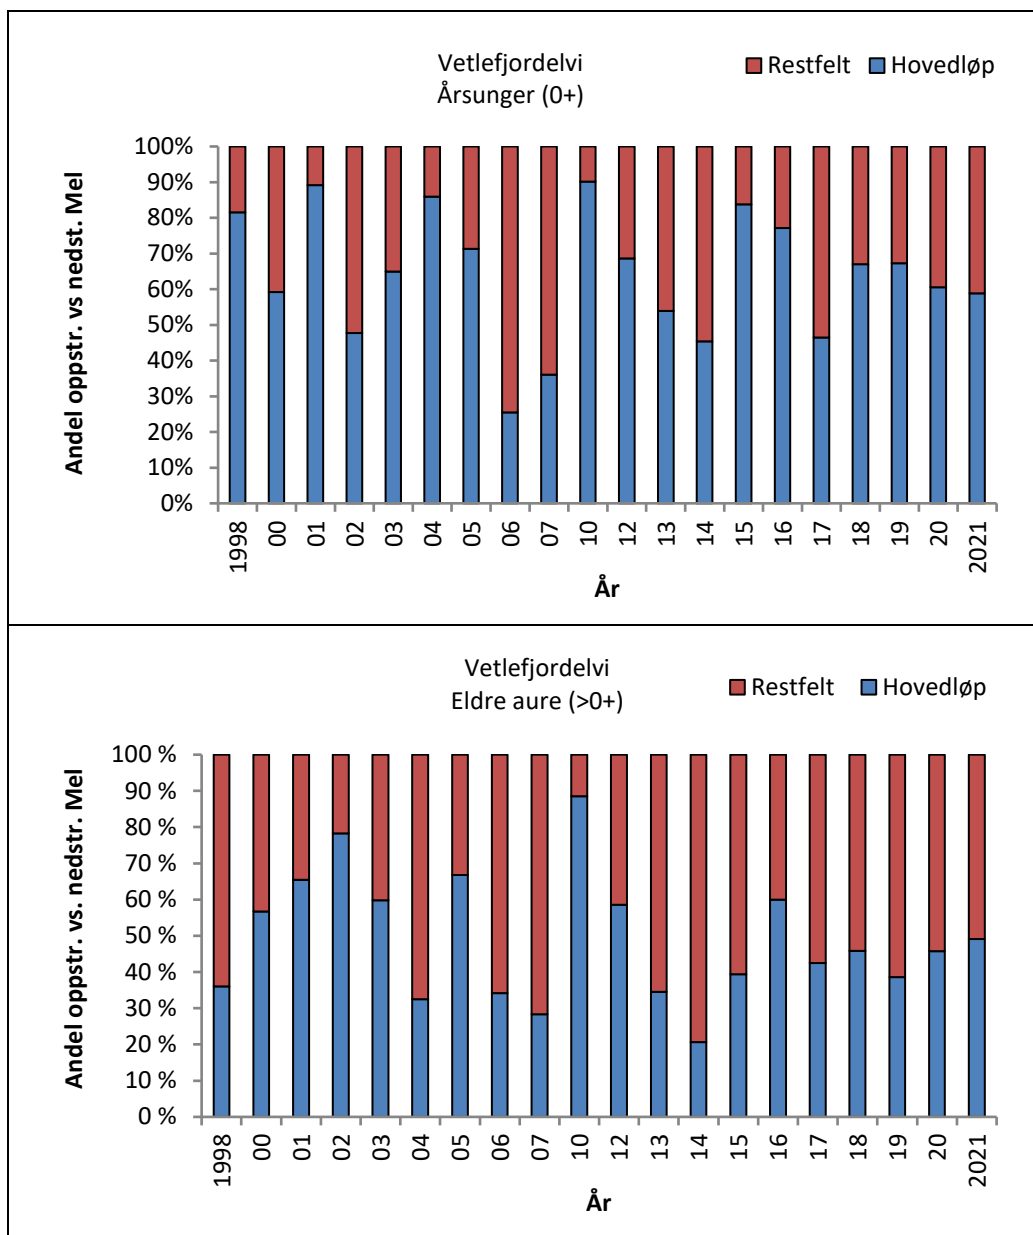 Vetlefjordelvi
Årsunger (0+)
Restfelt Hovedløp
Andel oppstr. vs nedst. Mel
100%
90%
80%
70%
60%
50%
40%
30%
20%
10%
0%
1998 00 01 02 03 04 05 06 07 10 12 13 14 15 16 17 18 19 20 2021
År
Vetlefjordelvi
Eldre aure (>0+)
Restfelt Hovedløp
Andel oppstr. vs. nedstr. Mel
100 %
90 %
80 %
70 %
60 %
50 %
40 %
30 %
20 %
10 %
0 %
1998 00 01 02 03 04 05 06 07 10 12 13 14 15 16 17 18 19 20 2021
År